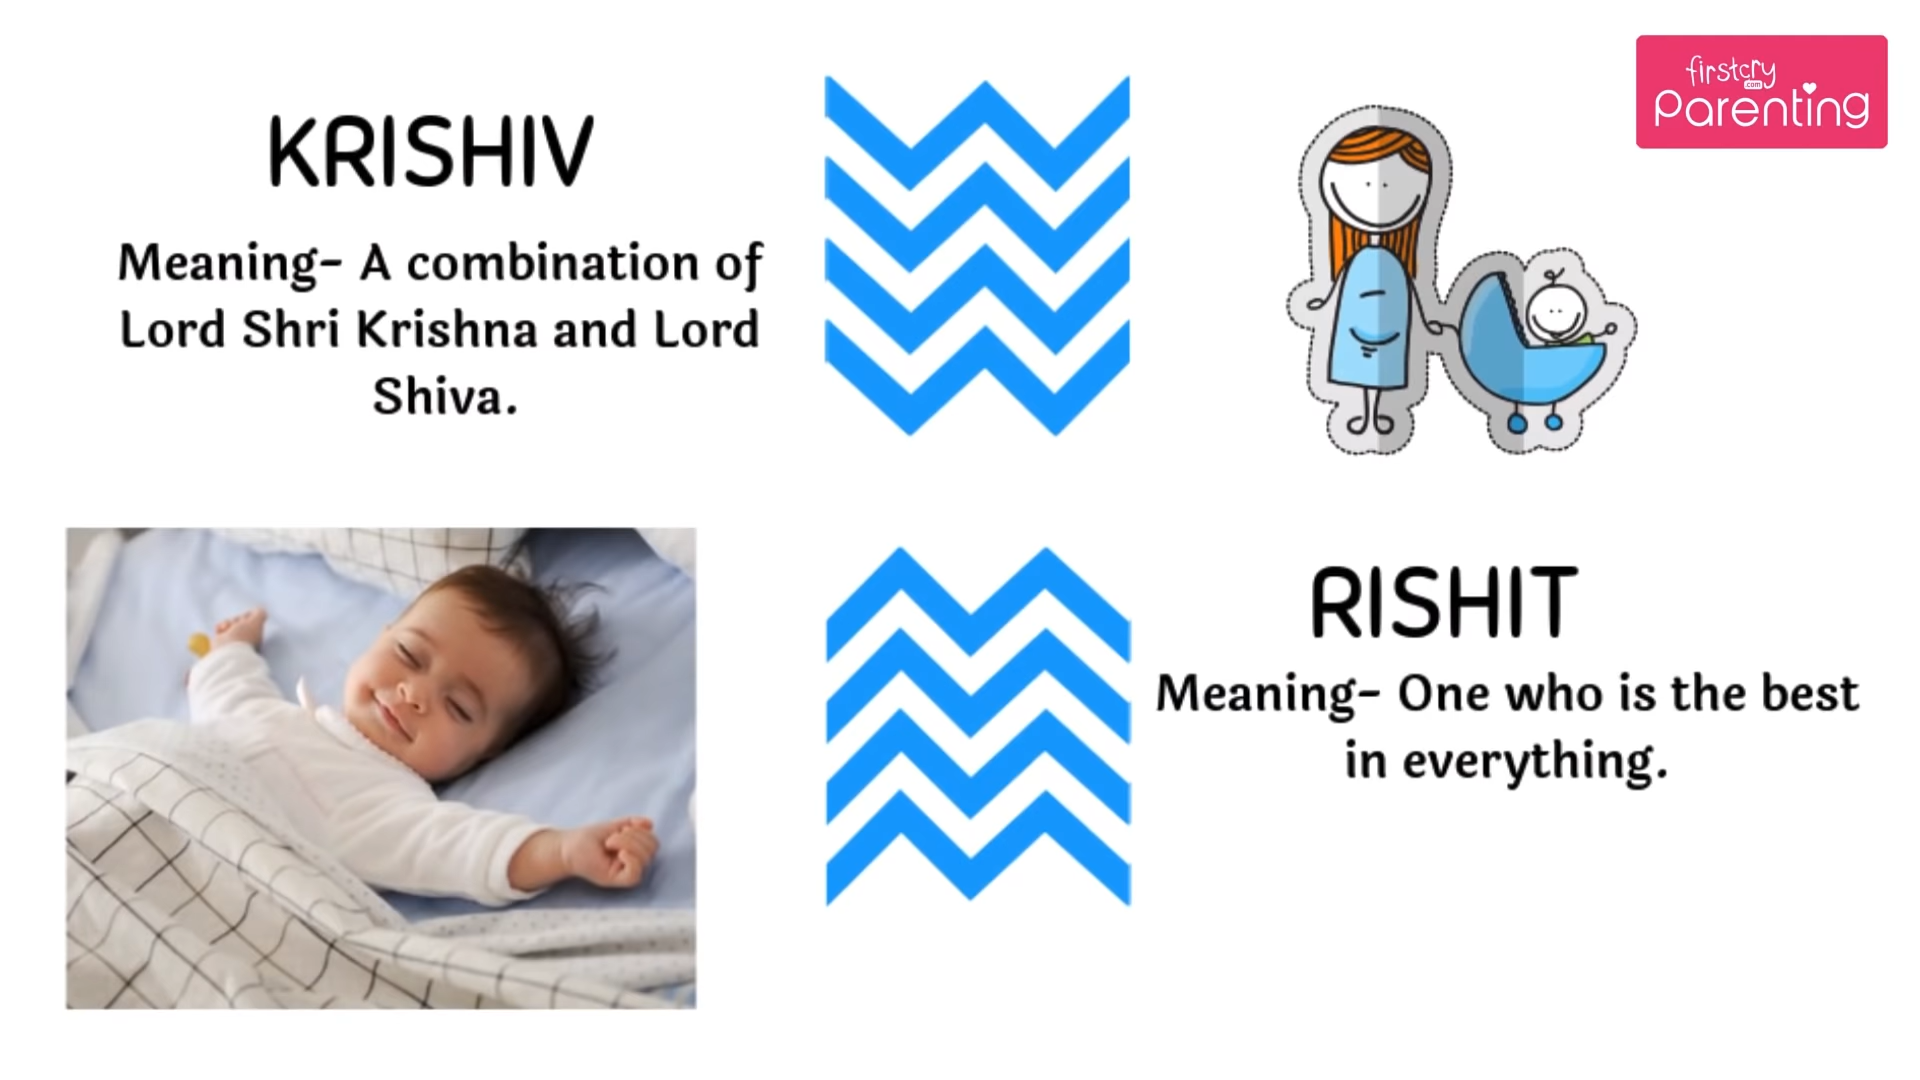 firstcry
.com
Parenting
KRISHIV
Meaning- A combination of
Lord Shri Krishna and Lord
Shiva.
RISHIT
Meaning- One who is the best
in everything.